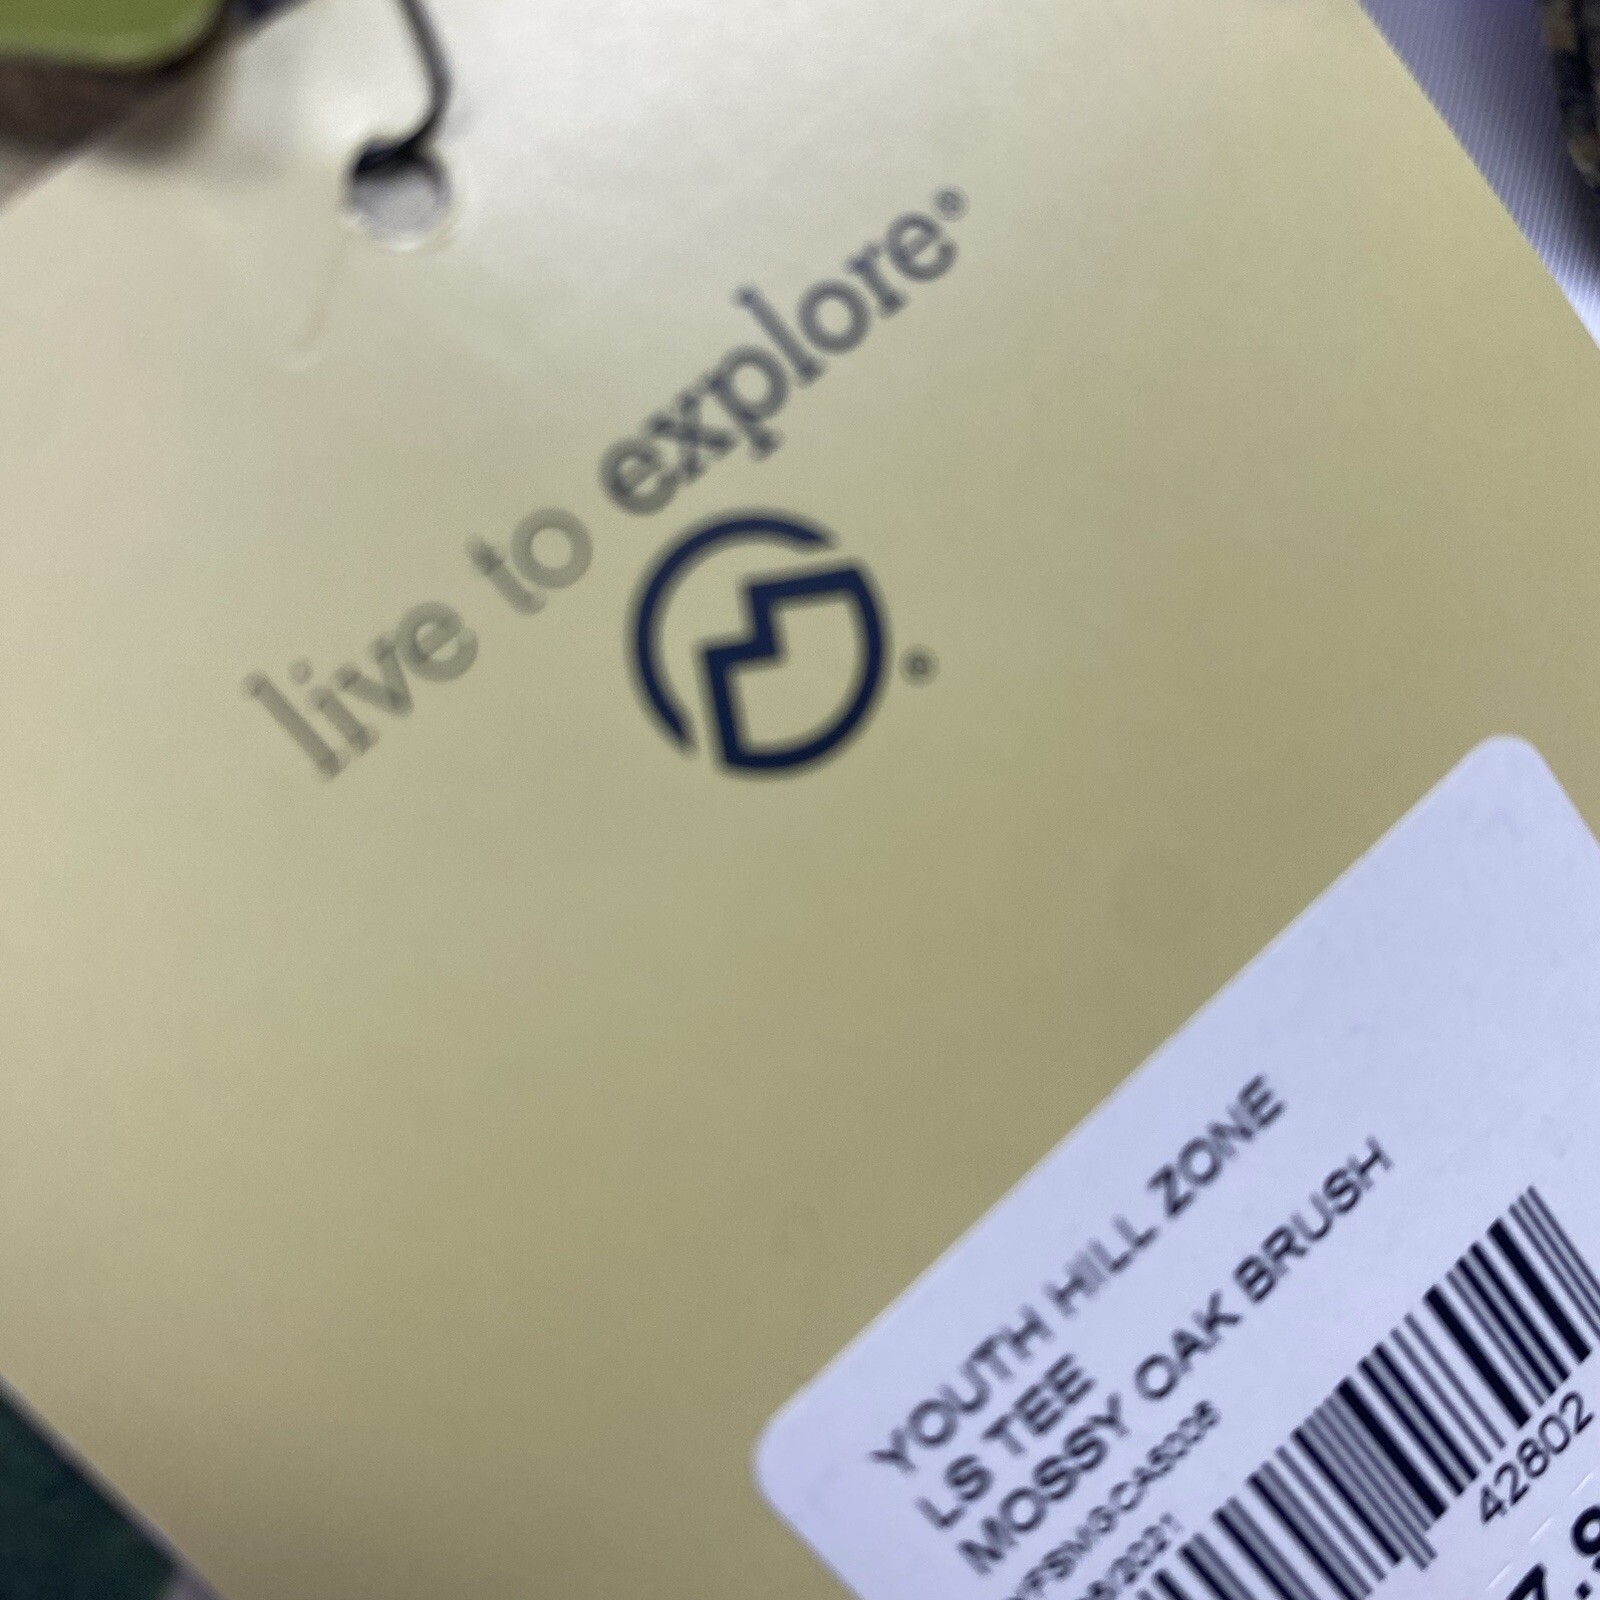 live to explore®
®
YOUTH HILL ZONE
LS TEE
MOSSY OAK BRUSH
42802